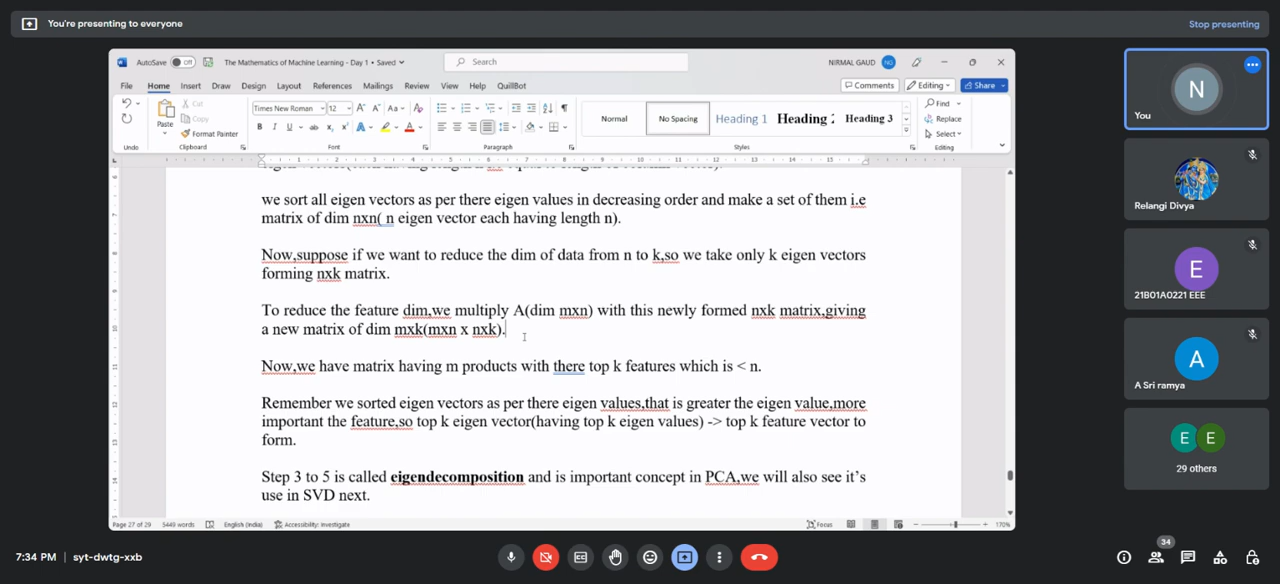 You're presenting to everyone
Stop presenting
AutoSave Off The Mathematics of Machine Learning - Day 1 • Saved
Search
NIRMAL GAUD NG
File Home Insert Draw Design Layout References Mailings Review View Help QuillBot
Comments Editing Share
Paste
Cut
Copy
Format Painter
Times New Roman 12
Normal No Spacing Heading 1 Heading 2 Heading 3
Find
Replace
Select
Undo Clipboard Font Paragraph Styles Editing
we sort all eigen vectors as per there eigen values in decreasing order and make a set of them i.e
matrix of dim nxn( n eigen vector each having length n).
Now,suppose if we want to reduce the dim of data from n to k,so we take only k eigen vectors
forming nxk matrix.
To reduce the feature dim,we multiply A(dim mxn) with this newly formed nxk matrix,giving
a new matrix of dim mxk(mxn x nxk).
Now,we have matrix having m products with there top k features which is < n.
Remember we sorted eigen vectors as per there eigen values,that is greater the eigen value,more
important the feature,so top k eigen vector(having top k eigen values) -> top k feature vector to
form.
Step 3 to 5 is called eigendecomposition and is important concept in PCA,we will also see it's
use in SVD next.
Page 27 of 29 5449 words English (India) Accessibility: Investigate Focus 170%
N
You
Relangi Divya
E
21B01A0221 EEE
A
A Sri ramya
E E
29 others
7:34 PM | syt-dwtg-xxb
34